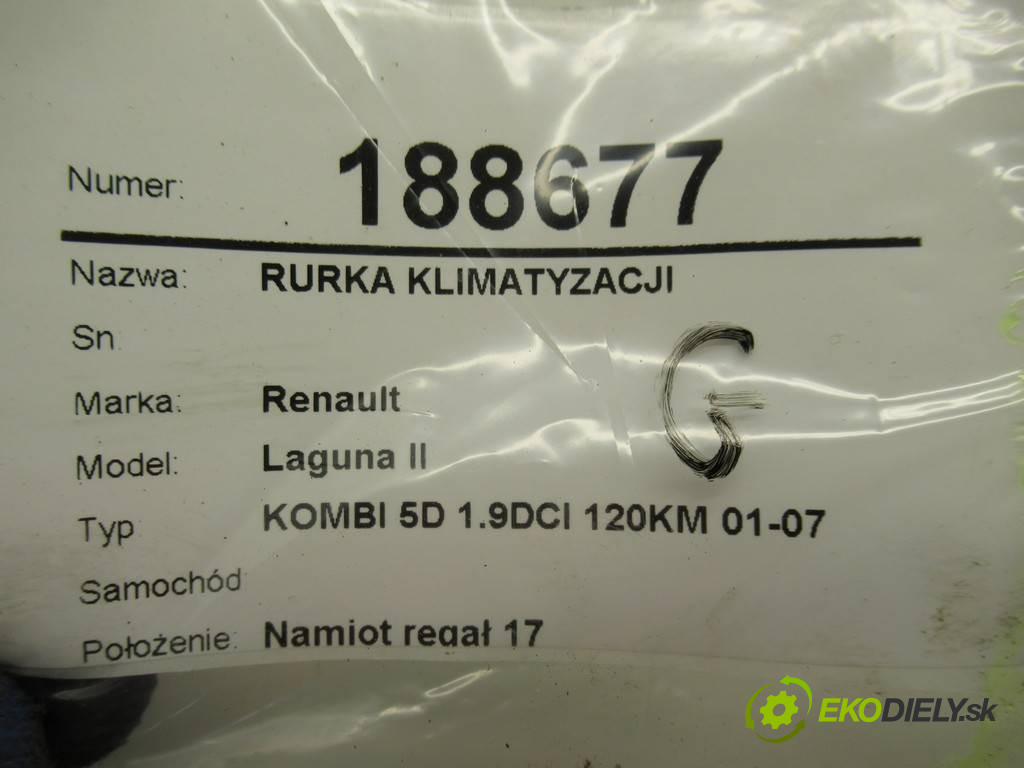 Numer: 188677
Nazwa: RURKA KLIMATYZACJI
Sn:
Marka: Renault
G
Model: Laguna II
Typ KOMBI 5D 1.9DCI 120KM 01-07
Samochód
Położenie: Namiot regał 17
EKODIELY.sk